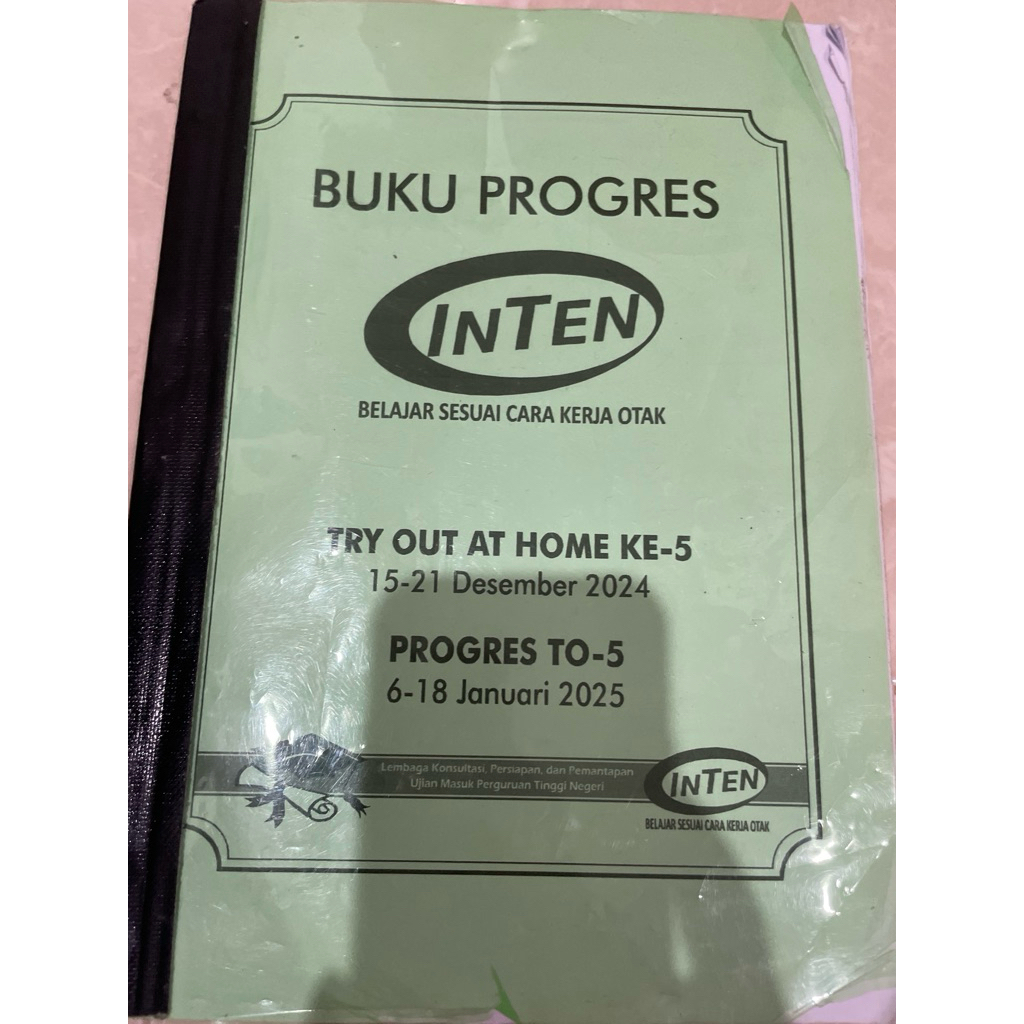 BUKU PROGRES
INTEN
BELAJAR SESUAI CARA KERJA OTAK
TRY OUT AT HOME KE-5
15-21 Desember 2024
PROGRES TO-5
6-18 Januari 2025
Lembaga Konsultasi, Persiapan, dan Pemantapan
Ujian Masuk Perguruan Tinggi Negeri
INTEN
BELAJAR SESUAI CARA KERJA OTAK